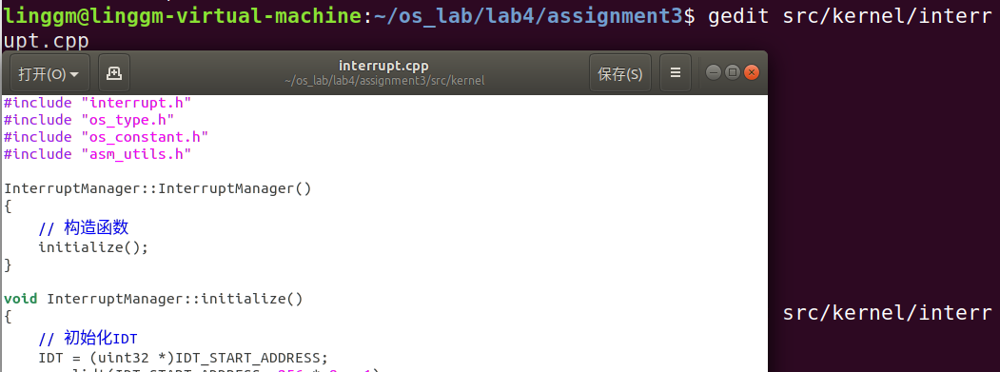 linggm@linggm-virtual-machine:~/os_lab/lab4/assignment3$ gedit src/kernel/interr
upt.cpp
打开(O)
interrupt.cpp
~/os_lab/lab4/assignment3/src/kernel
保存(S)
#include "interrupt.h"
#include "os_type.h"
#include "os_constant.h"
#include "asm_utils.h"
InterruptManager::InterruptManager()
{
    // 构造函数
    initialize();
}
void InterruptManager::initialize()
src/kernel/interr
{
    // 初始化IDT
    IDT = (uint32 *)IDT_START_ADDRESS;